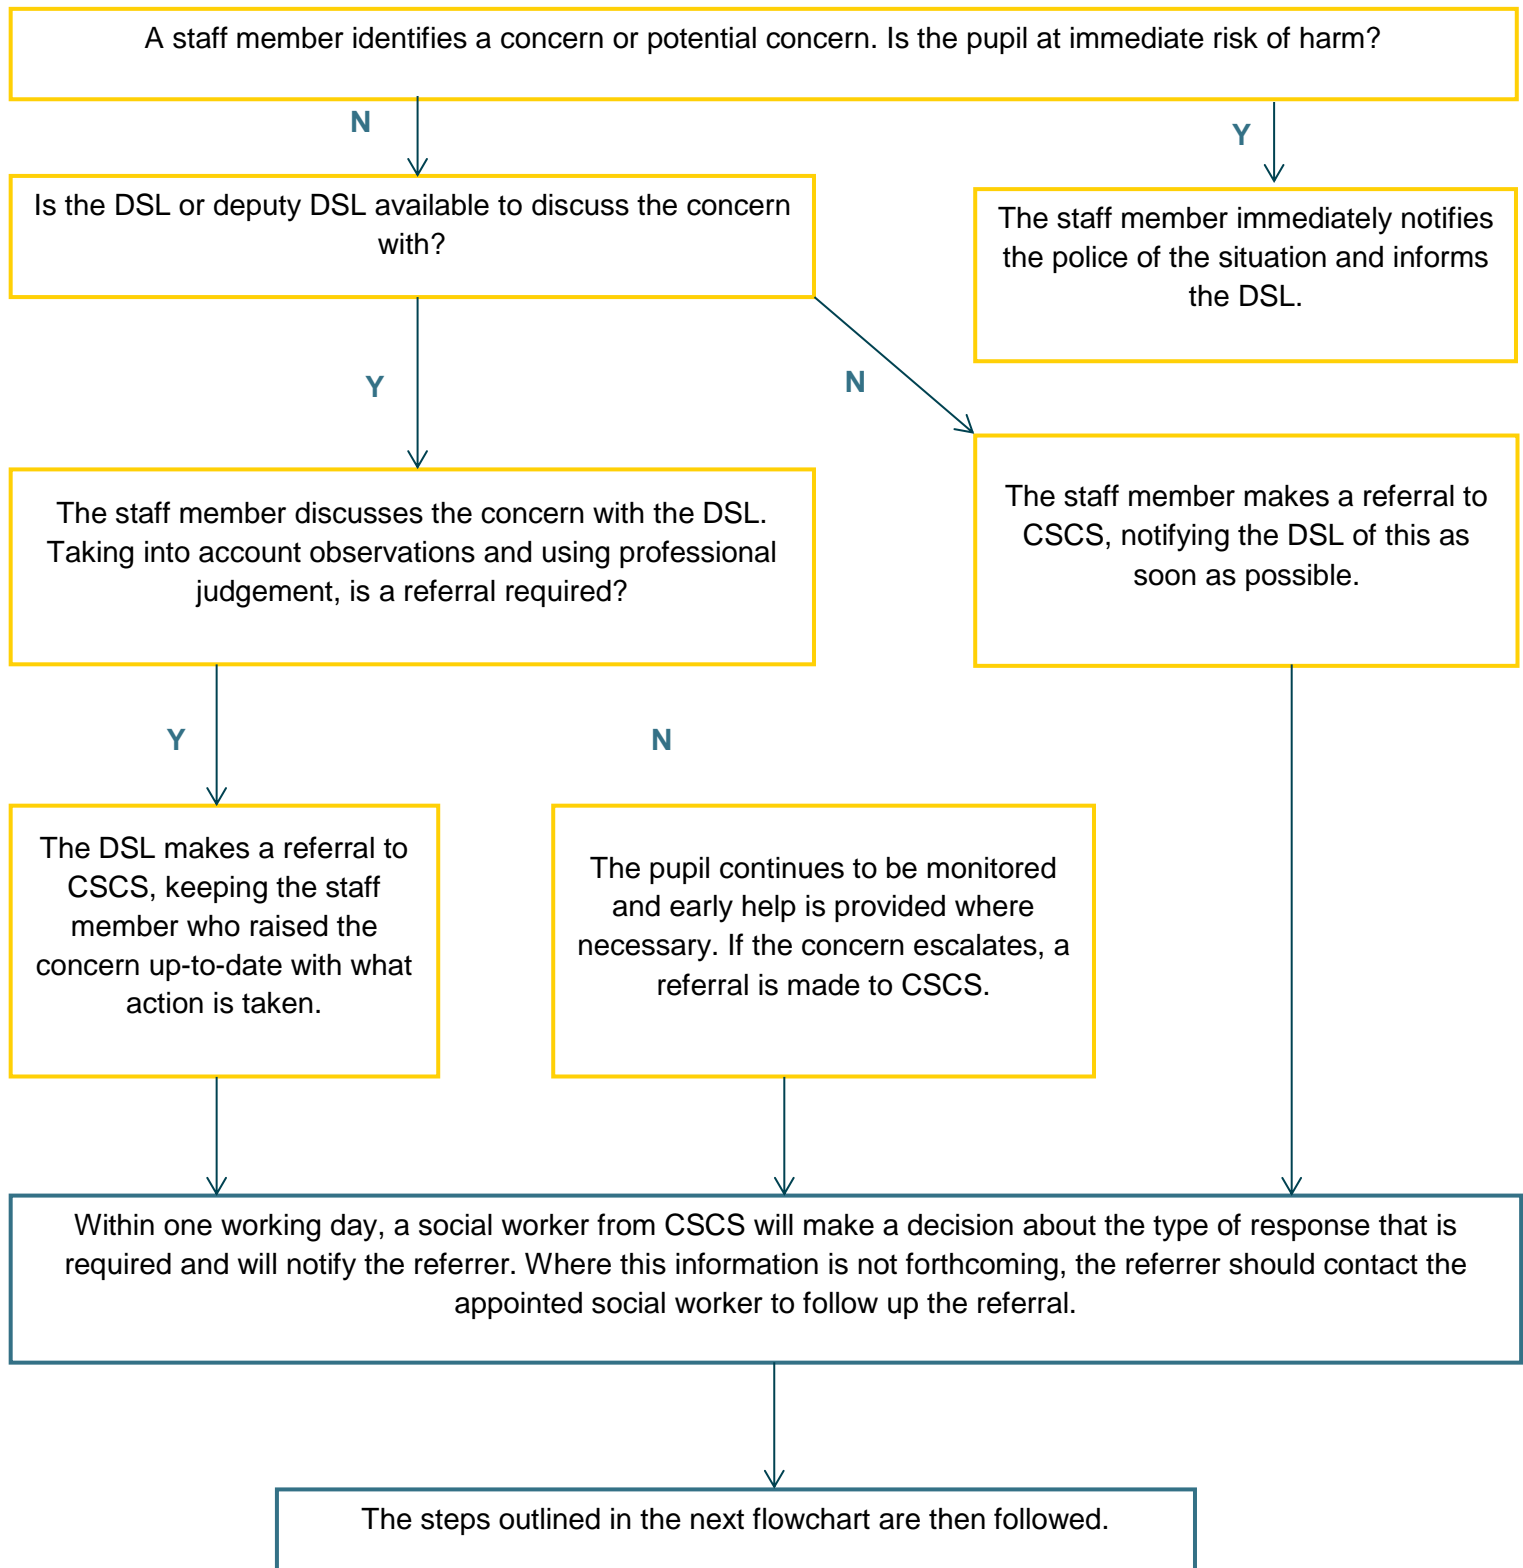 A staff member identifies a concern or potential concern. Is the pupil at immediate risk of harm?
N
Y
Is the DSL or deputy DSL available to discuss the concern
with?
The staff member immediately notifies
the police of the situation and informs
the DSL.
Y
N
The staff member discusses the concern with the DSL.
Taking into account observations and using professional
judgement, is a referral required?
The staff member makes a referral to
CSCS, notifying the DSL of this as
soon as possible.
Y
N
The DSL makes a referral to
CSCS, keeping the staff
member who raised the
concern up-to-date with what
action is taken.
The pupil continues to be monitored
and early help is provided where
necessary. If the concern escalates, a
referral is made to CSCS.
Within one working day, a social worker from CSCS will make a decision about the type of response that is
required and will notify the referrer. Where this information is not forthcoming, the referrer should contact the
appointed social worker to follow up the referral.
The steps outlined in the next flowchart are then followed.